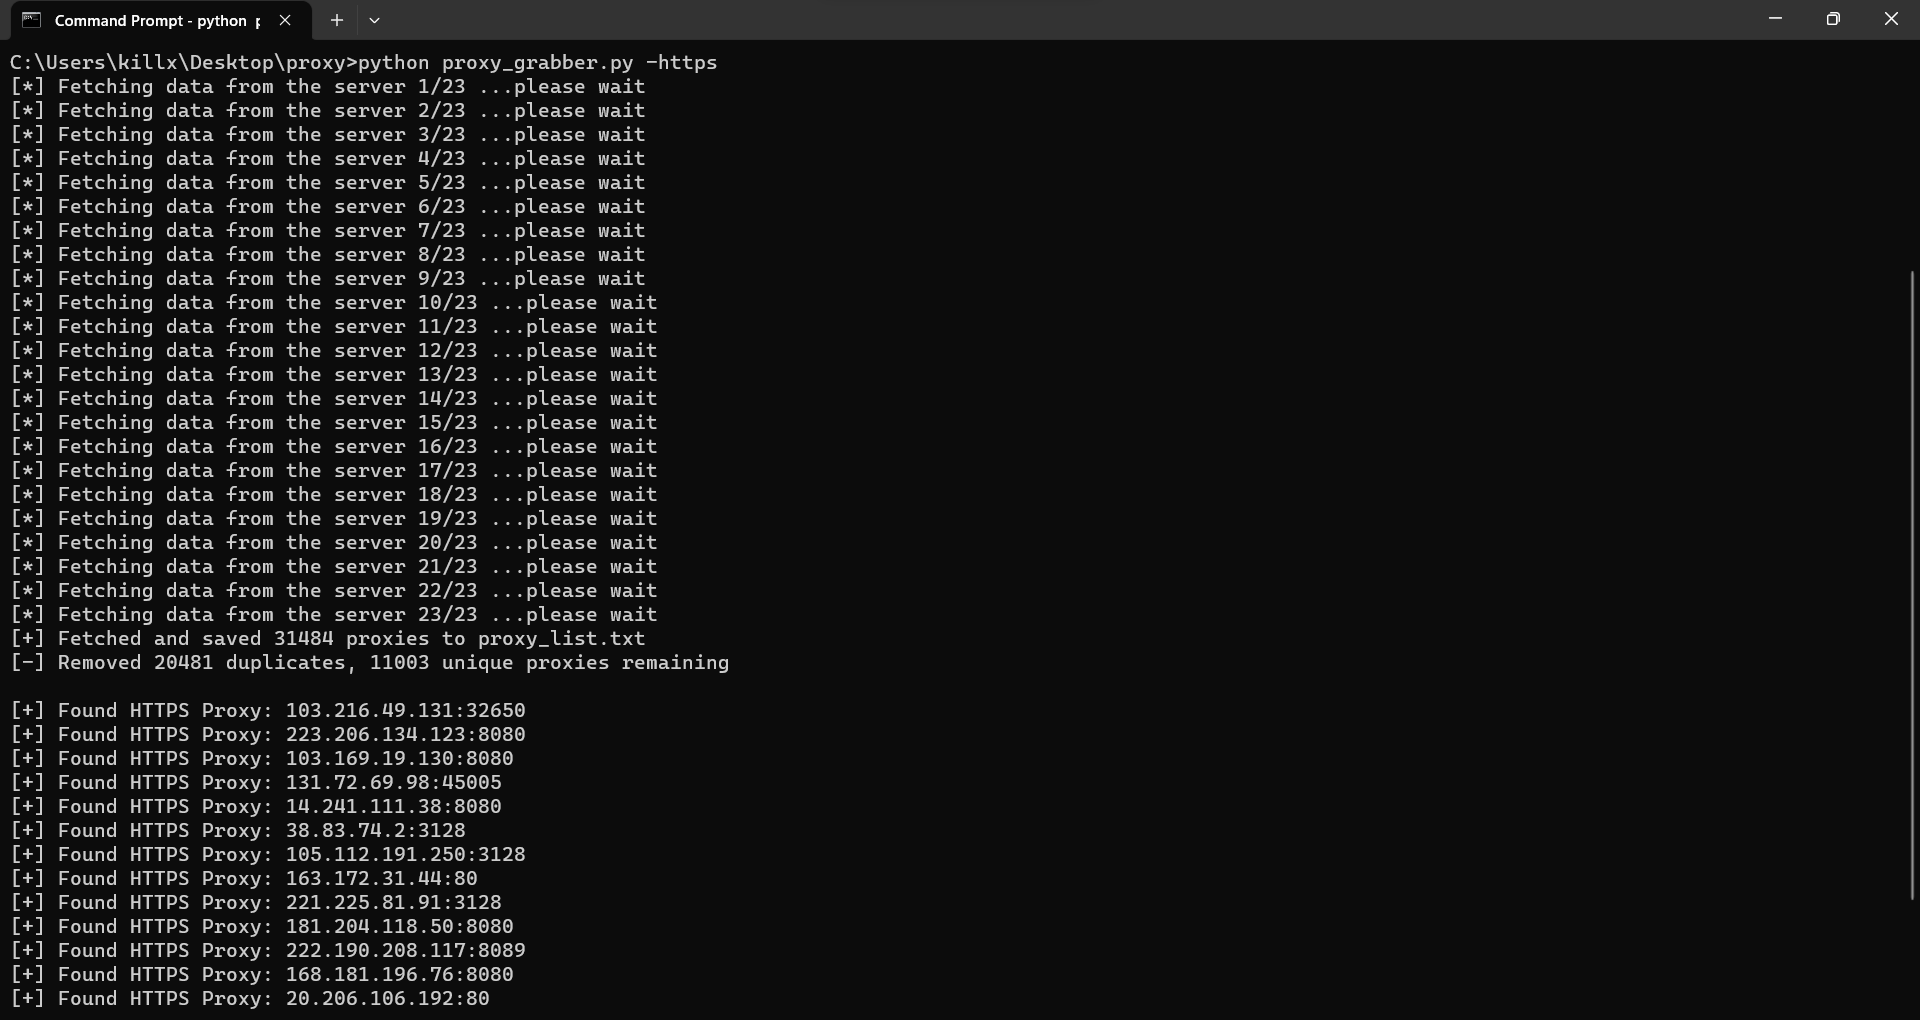 Command Prompt - python p
C:\Users\killx\Desktop\proxy>python proxy_grabber.py -https
[*] Fetching data from the server 1/23 ...please wait
[*] Fetching data from the server 2/23 ...please wait
[*] Fetching data from the server 3/23 ...please wait
[*] Fetching data from the server 4/23 ...please wait
[*] Fetching data from the server 5/23 ...please wait
[*] Fetching data from the server 6/23 ...please wait
[*] Fetching data from the server 7/23 ...please wait
[*] Fetching data from the server 8/23 ...please wait
[*] Fetching data from the server 9/23 ...please wait
[*] Fetching data from the server 10/23 ...please wait
[*] Fetching data from the server 11/23 ...please wait
[*] Fetching data from the server 12/23 ...please wait
[*] Fetching data from the server 13/23 ...please wait
[*] Fetching data from the server 14/23 ...please wait
[*] Fetching data from the server 15/23 ...please wait
[*] Fetching data from the server 16/23 ...please wait
[*] Fetching data from the server 17/23 ...please wait
[*] Fetching data from the server 18/23 ...please wait
[*] Fetching data from the server 19/23 ...please wait
[*] Fetching data from the server 20/23 ...please wait
[*] Fetching data from the server 21/23 ...please wait
[*] Fetching data from the server 22/23 ...please wait
[*] Fetching data from the server 23/23 ...please wait
[+] Fetched and saved 31484 proxies to proxy_list.txt
[-] Removed 20481 duplicates, 11003 unique proxies remaining
[+] Found HTTPS Proxy: 103.216.49.131:32650
[+] Found HTTPS Proxy: 223.206.134.123:8080
[+] Found HTTPS Proxy: 103.169.19.130:8080
[+] Found HTTPS Proxy: 131.72.69.98:45005
[+] Found HTTPS Proxy: 14.241.111.38:8080
[+] Found HTTPS Proxy: 38.83.74.2:3128
[+] Found HTTPS Proxy: 105.112.191.250:3128
[+] Found HTTPS Proxy: 163.172.31.44:80
[+] Found HTTPS Proxy: 221.225.81.91:3128
[+] Found HTTPS Proxy: 181.204.118.50:8080
[+] Found HTTPS Proxy: 222.190.208.117:8089
[+] Found HTTPS Proxy: 168.181.196.76:8080
[+] Found HTTPS Proxy: 20.206.106.192:80